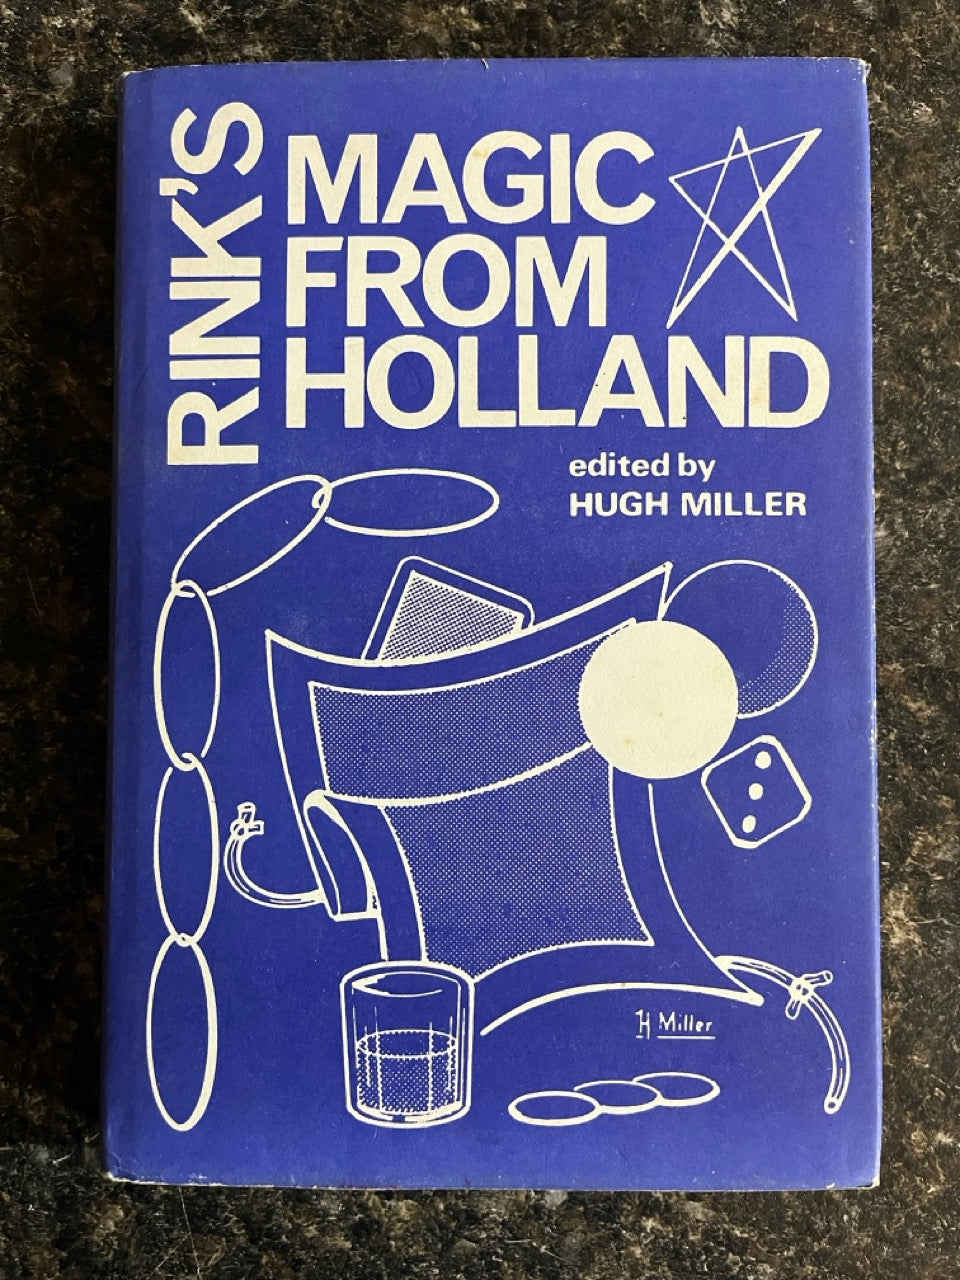 RINK'S
MAGIC
FROM
HOLLAND
edited by
HUGH MILLER
H Miller